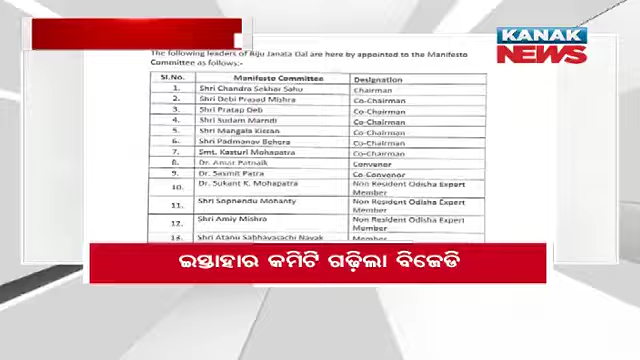 KANAK
NEWS
The following leaders of Biju Janata Dal are here by appointed to the Manifesto
Committee as follows:-
Sl.No. Manifesto Committee Designation
1. Shri Chandra Sekhar Sahu Chairman
2. Shri Debi Prasad Mishra Co-Chairman
3. Shri Pratap Deb Co-Chairman
4. Shri Sudam Marndi Co-Chairman
5. Shri Mangala Kissan Co-Chairman
6. Shri Padmanav Behera Co-Chairman
7. Smt. Kasturi Mohapatra Co-Chairman
8. Dr. Amar Patnaik Convenor
9. Dr. Sasmit Patra Co-Convenor
10. Dr. Sukant K. Mohapatra Non Resident Odisha Expert
Member
11. Shri Sopnendu Mohanty Non Resident Odisha Expert
Member
12. Shri Amiy Mishra Non Resident Odisha Expert
Member
13. Shri Atanu Sabhayasachi Nayak Member
ଇସ୍ତାହାର କମିଟି ଗଢ଼ିଲା ବିଜେଡି